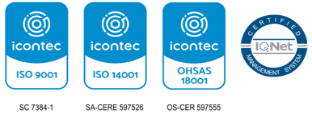 icontec
ISO 9001
SC 7384-1
icontec
ISO 14001
SA-CERE 597526
icontec
OHSAS
18001
OS-CER 597555
CERTIFIED
IQNet
MANAGEMENT SYSTEM